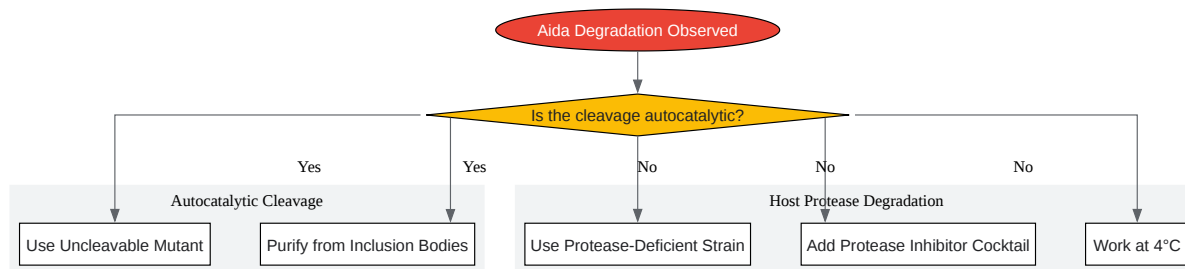 Aida Degradation Observed
Is the cleavage autocatalytic?
Yes
Yes
No
No
No
Autocatalytic Cleavage
Host Protease Degradation
Use Uncleavable Mutant
Purify from Inclusion Bodies
Use Protease-Deficient Strain
Add Protease Inhibitor Cocktail
Work at 4°C